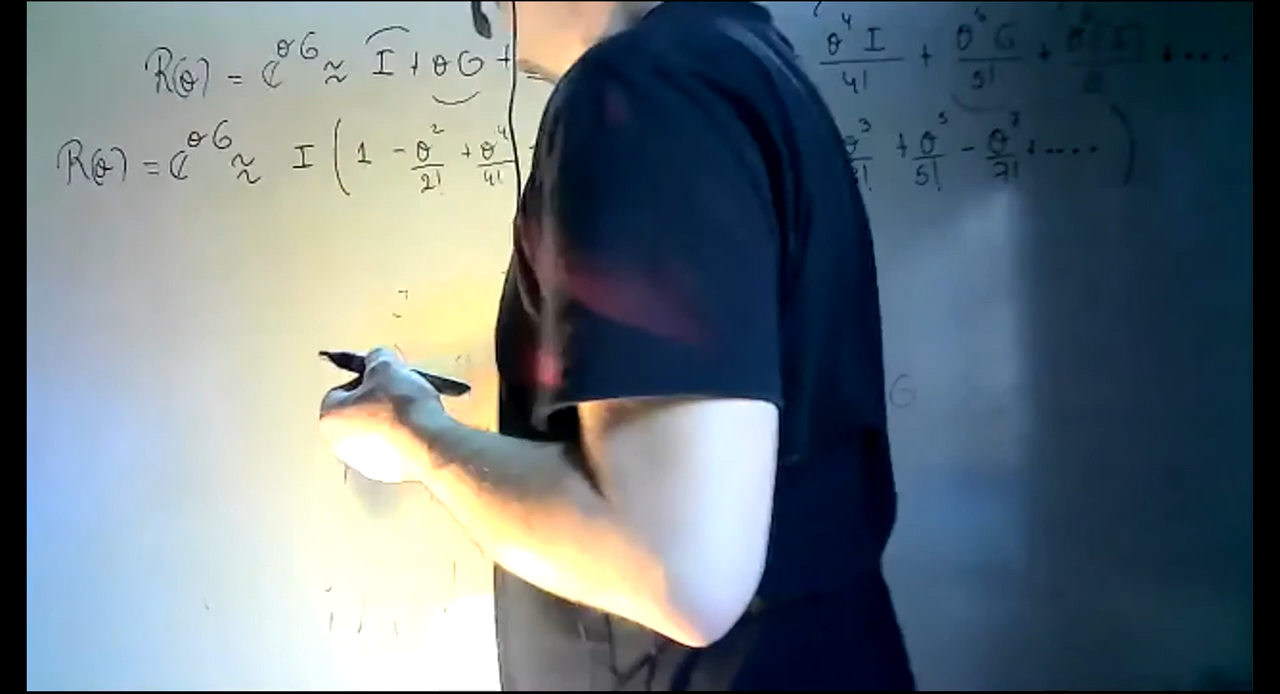 R(θ) = e^{θG} ≈ I + θG + θ⁴I/4! + θ⁵G/5! + ....
R(θ) = e^{θG} ≈ I ( 1 - θ²/2! + θ⁴/4! θ³/3! + θ⁵/5! - θ⁷/7! + .... )
G